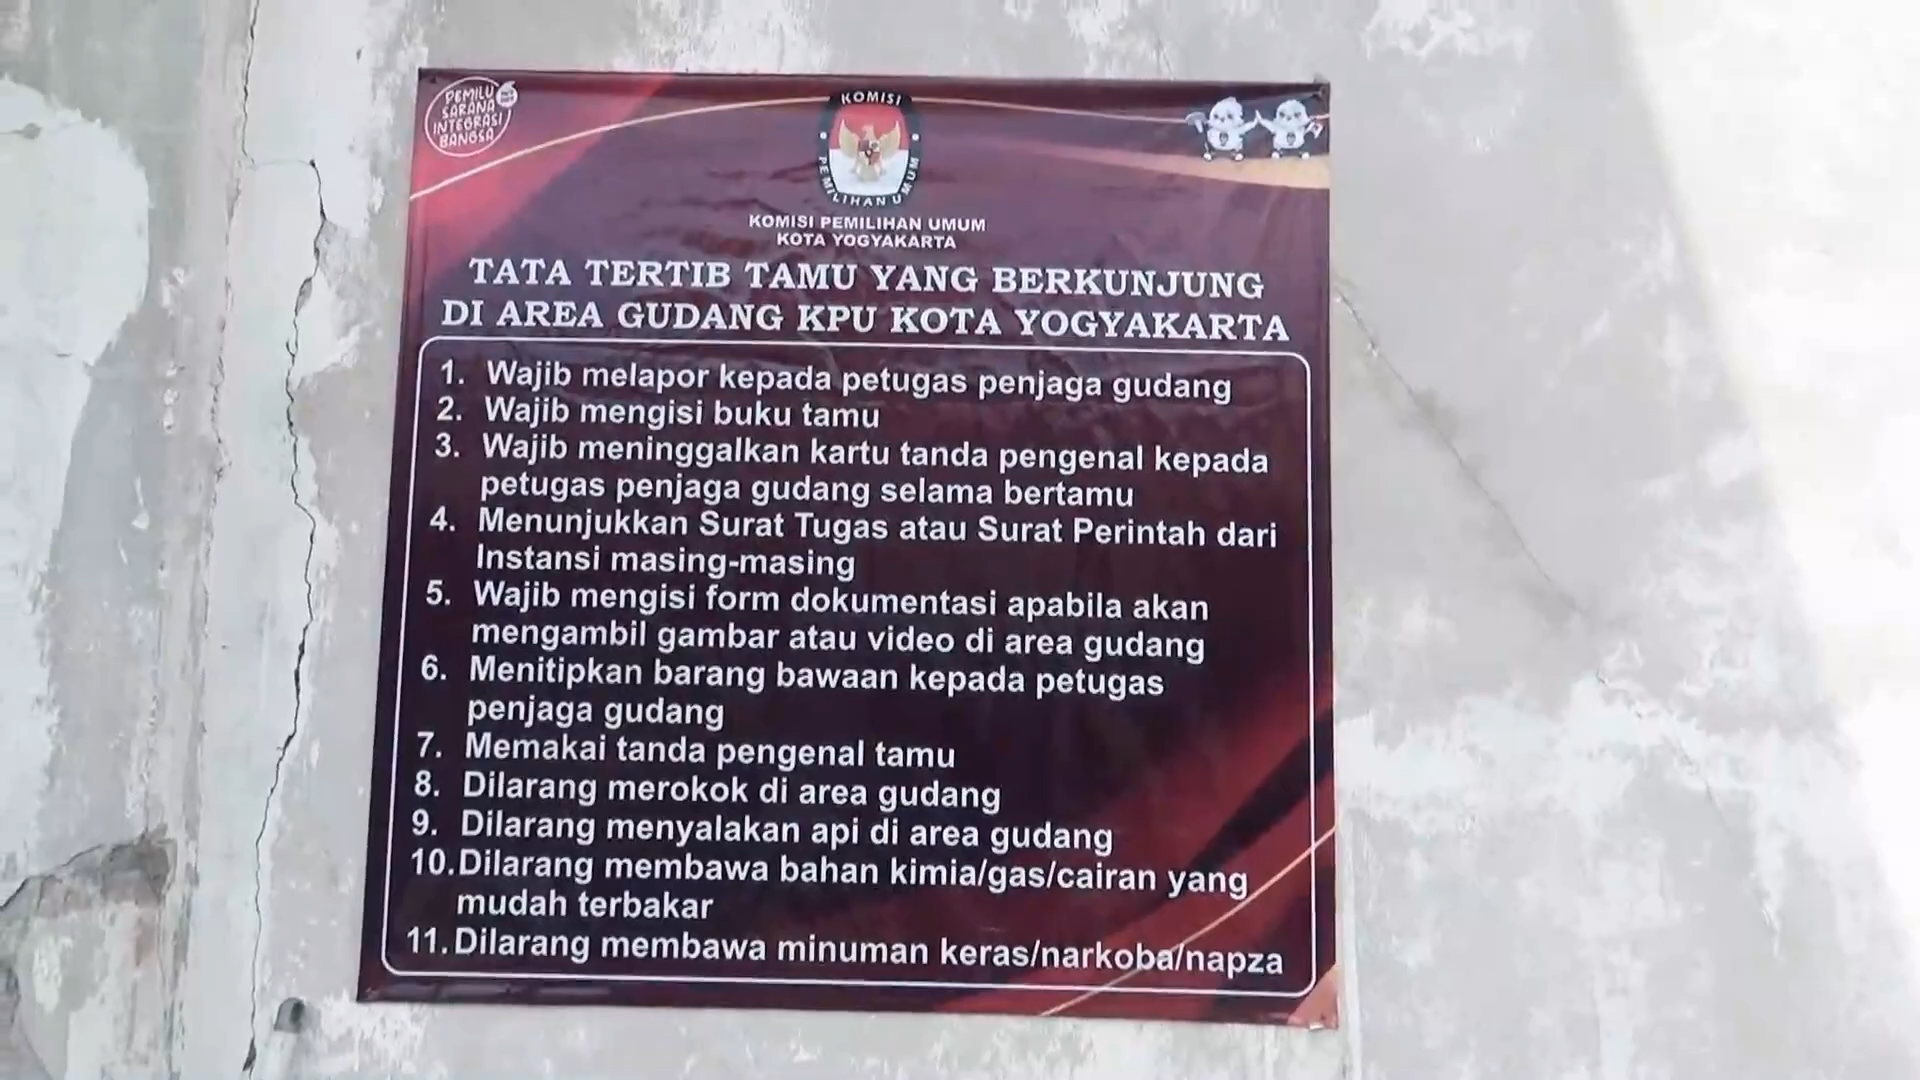 PEMILU
SARANA
INTEGRASI
BANGSA
KOMISI
PEMILIHAN UMUM
KOMISI PEMILIHAN UMUM
KOTA YOGYAKARTA
TATA TERTIB TAMU YANG BERKUNJUNG
DI AREA GUDANG KPU KOTA YOGYAKARTA
1. Wajib melapor kepada petugas penjaga gudang
2. Wajib mengisi buku tamu
3. Wajib meninggalkan kartu tanda pengenal kepada
petugas penjaga gudang selama bertamu
4. Menunjukkan Surat Tugas atau Surat Perintah dari
Instansi masing-masing
5. Wajib mengisi form dokumentasi apabila akan
mengambil gambar atau video di area gudang
6. Menitipkan barang bawaan kepada petugas
penjaga gudang
7. Memakai tanda pengenal tamu
8. Dilarang merokok di area gudang
9. Dilarang menyalakan api di area gudang
10. Dilarang membawa bahan kimia/gas/cairan yang
mudah terbakar
11. Dilarang membawa minuman keras/narkoba/napza